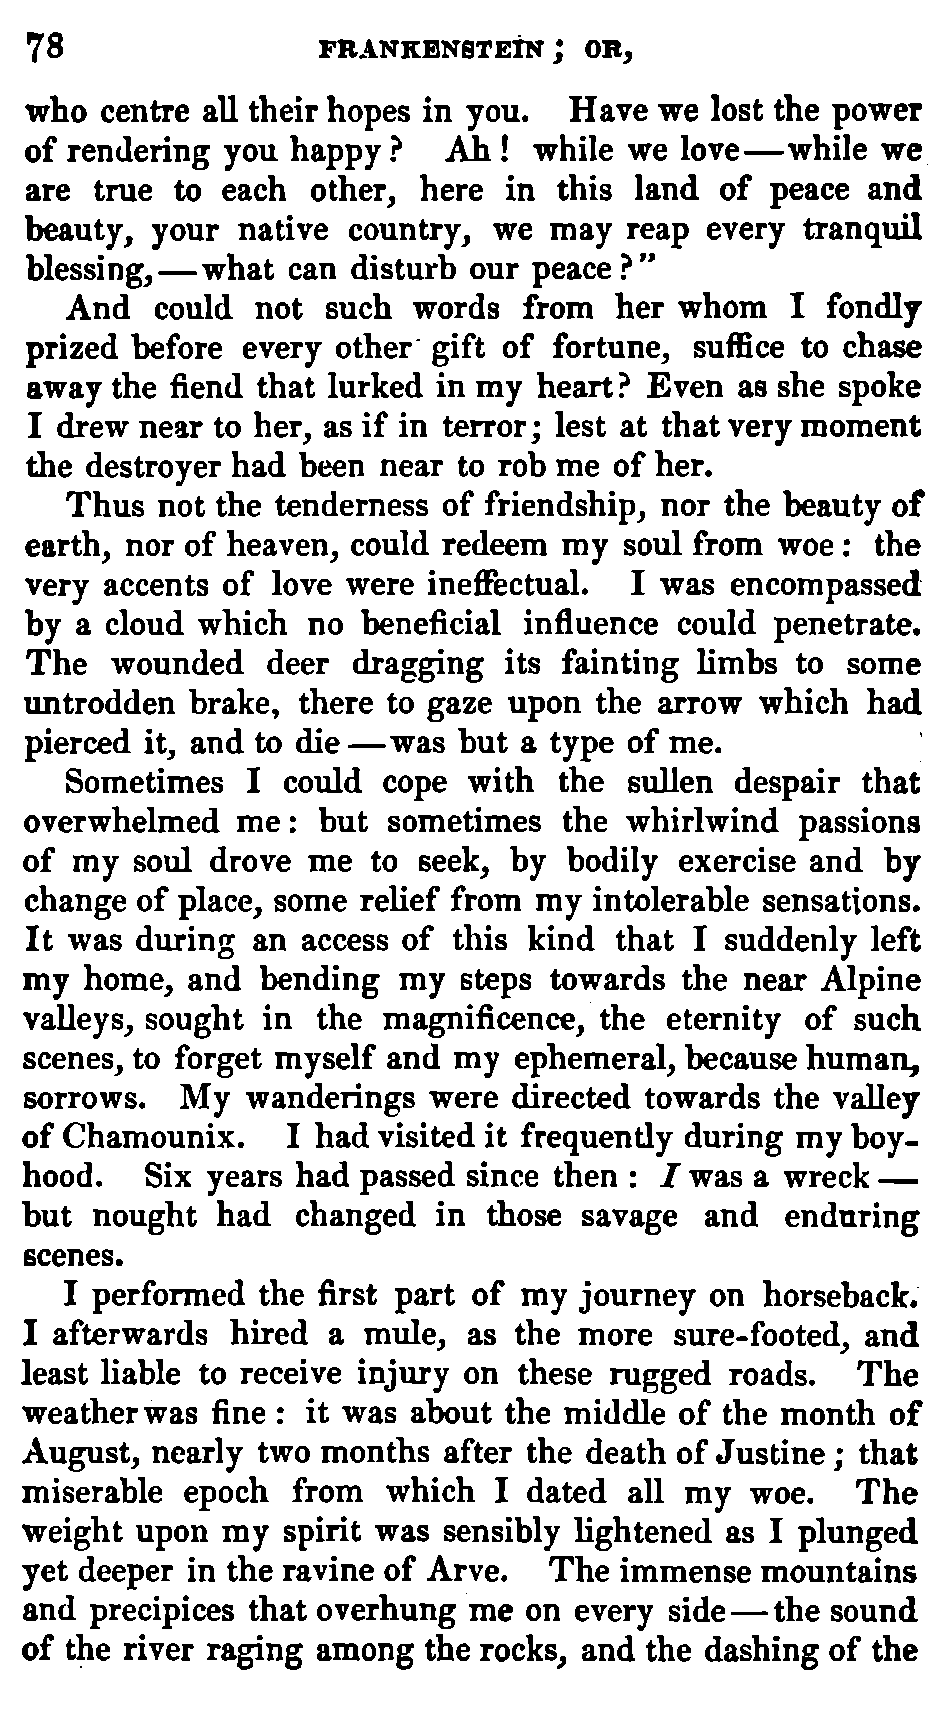 78 FRANKENSTEIN; OR,
who centre all their hopes in you. Have we lost the power
of rendering you happy? Ah! while we love—while we
are true to each other, here in this land of peace and
beauty, your native country, we may reap every tranquil
blessing,—what can disturb our peace?"
And could not such words from her whom I fondly
prized before every other gift of fortune, suffice to chase
away the fiend that lurked in my heart? Even as she spoke
I drew near to her, as if in terror; lest at that very moment
the destroyer had been near to rob me of her.
Thus not the tenderness of friendship, nor the beauty of
earth, nor of heaven, could redeem my soul from woe: the
very accents of love were ineffectual. I was encompassed
by a cloud which no beneficial influence could penetrate.
The wounded deer dragging its fainting limbs to some
untrodden brake, there to gaze upon the arrow which had
pierced it, and to die—was but a type of me.
Sometimes I could cope with the sullen despair that
overwhelmed me: but sometimes the whirlwind passions
of my soul drove me to seek, by bodily exercise and by
change of place, some relief from my intolerable sensations.
It was during an access of this kind that I suddenly left
my home, and bending my steps towards the near Alpine
valleys, sought in the magnificence, the eternity of such
scenes, to forget myself and my ephemeral, because human,
sorrows. My wanderings were directed towards the valley
of Chamounix. I had visited it frequently during my boy-
hood. Six years had passed since then: I was a wreck—
but nought had changed in those savage and enduring
scenes.
I performed the first part of my journey on horseback.
I afterwards hired a mule, as the more sure-footed, and
least liable to receive injury on these rugged roads. The
weather was fine: it was about the middle of the month of
August, nearly two months after the death of Justine; that
miserable epoch from which I dated all my woe. The
weight upon my spirit was sensibly lightened as I plunged
yet deeper in the ravine of Arve. The immense mountains
and precipices that overhung me on every side—the sound
of the river raging among the rocks, and the dashing of the